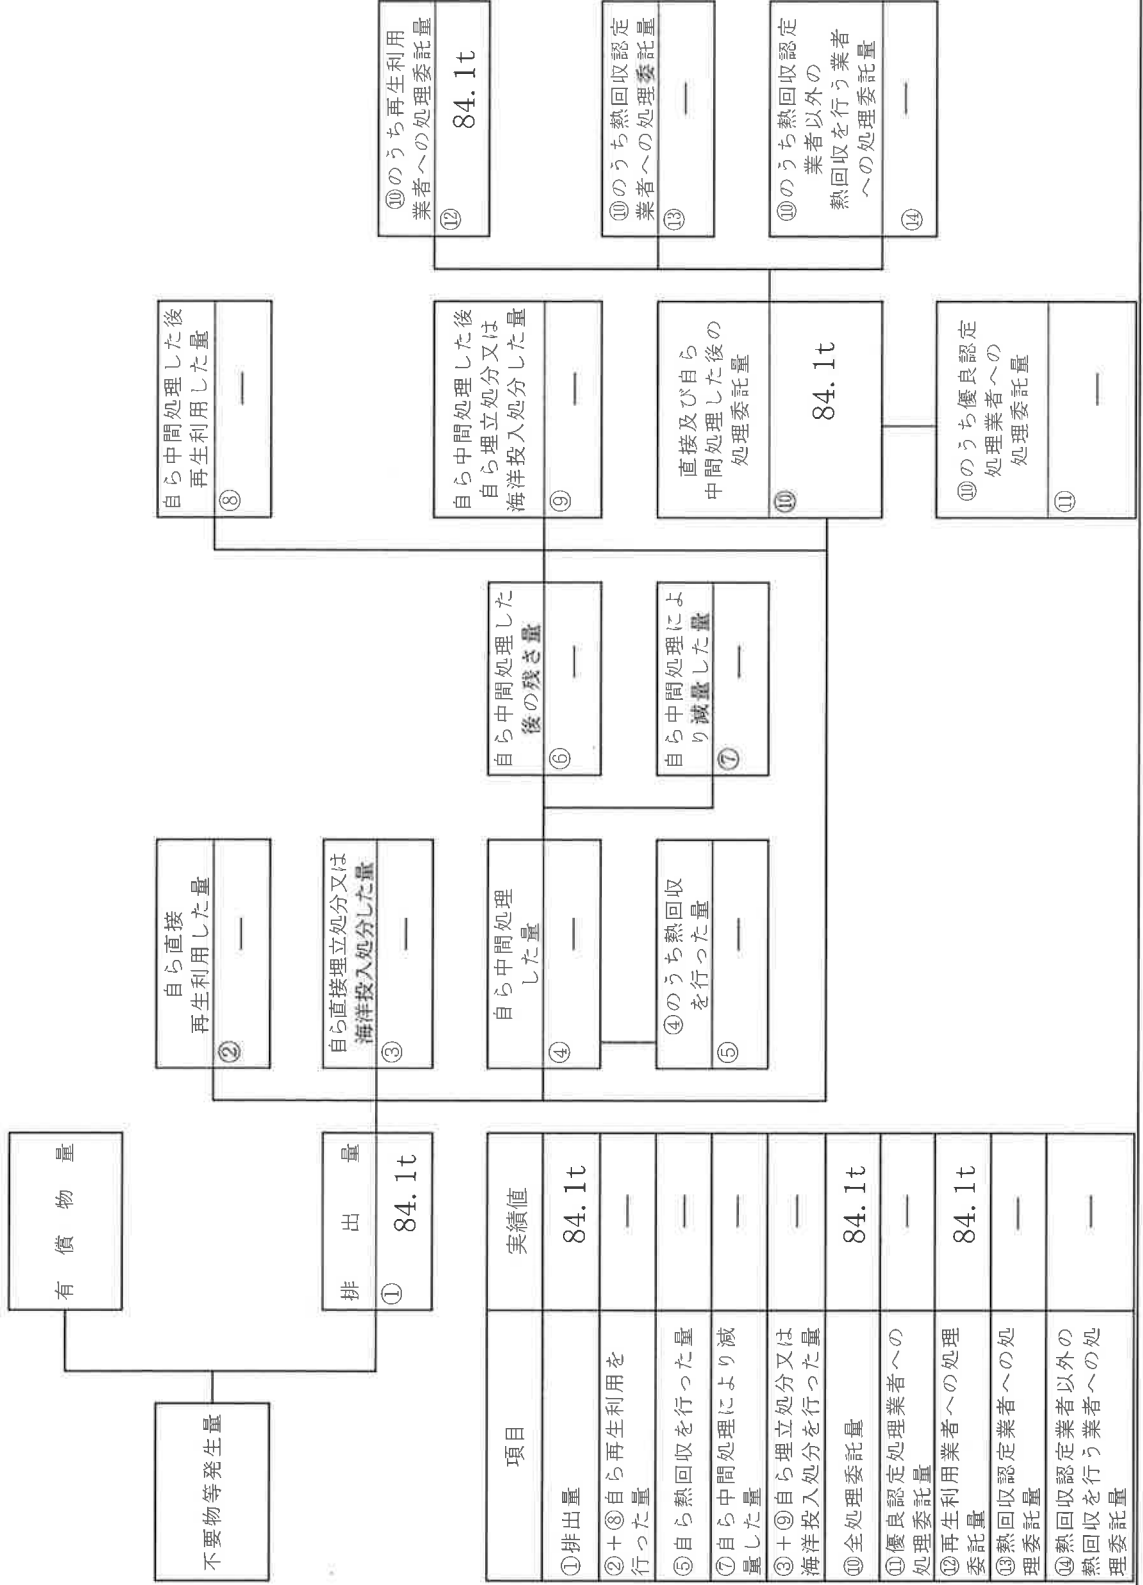 不要物等発生量
有償物量
排出量
① 84.1t
自ら直接
再生利用した量
② ―
自ら直接埋立処分又は
海洋投入処分した量
③ ―
自ら中間処理
した量
④ ―
④のうち熱回収
を行った量
⑤ ―
自ら中間処理した
後の残さ量
⑥ ―
自ら中間処理によ
り減量した量
⑦ ―
自ら中間処理した後
再生利用した量
⑧ ―
自ら中間処理した後
自ら埋立処分又は
海洋投入処分した量
⑨ ―
直接及び自ら
中間処理した後の
処理委託量
⑩ 84.1t
⑩のうち優良認定
処理業者への
処理委託量
⑪ ―
⑩のうち再生利用
業者への処理委託量
⑫ 84.1t
⑩のうち熱回収認定
業者への処理委託量
⑬ ―
⑩のうち熱回収認定
業者以外の
熱回収を行う業者
への処理委託量
⑭ ―
項目 実績値
①排出量 84.1t
②+⑧自ら再生利用を
行った量 ―
⑤自ら熱回収を行った量 ―
⑦自ら中間処理により減
量した量 ―
③+⑨自ら埋立処分又は
海洋投入処分を行った量 ―
⑩全処理委託量 84.1t
⑪優良認定処理業者への
処理委託量 ―
⑫再生利用業者への処理
委託量 84.1t
⑬熱回収認定業者への処
理委託量 ―
⑭熱回収認定業者以外の
熱回収を行う業者への処
理委託量 ―